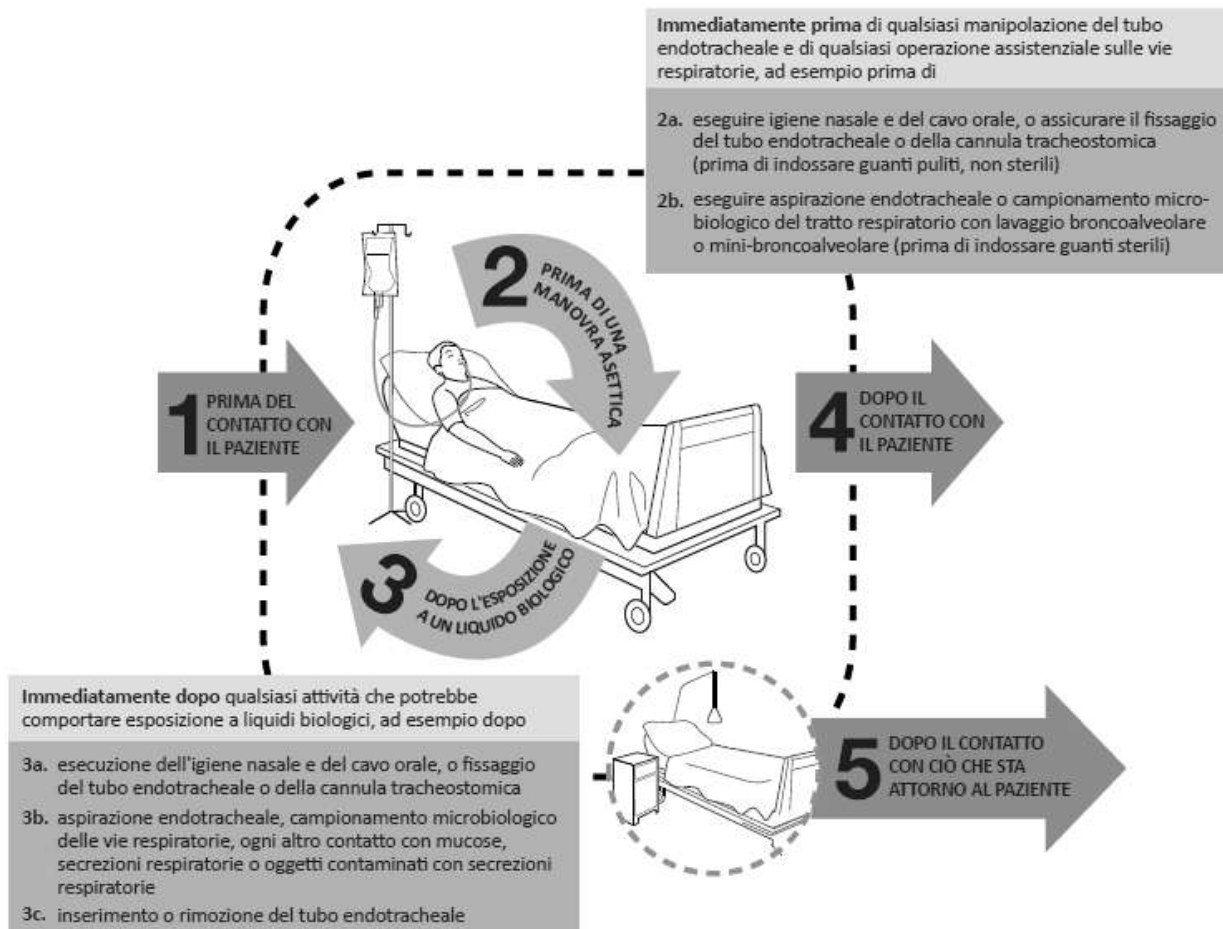 Immediatamente prima di qualsiasi manipolazione del tubo
endotracheale e di qualsiasi operazione assistenziale sulle vie
respiratorie, ad esempio prima di
2a. eseguire igiene nasale e del cavo orale, o assicurare il fissaggio
del tubo endotracheale o della cannula tracheostomica
(prima di indossare guanti puliti, non sterili)
2b. eseguire aspirazione endotracheale o campionamento micro-
biologico del tratto respiratorio con lavaggio broncoalveolare
o mini-broncoalveolare (prima di indossare guanti sterili)
1 PRIMA DEL
CONTATTO CON
IL PAZIENTE
2 PRIMA DI UNA
MANOVRA ASETTICA
3 DOPO L'ESPOSIZIONE
A UN LIQUIDO BIOLOGICO
4 DOPO IL
CONTATTO CON
IL PAZIENTE
5 DOPO IL CONTATTO
CON CIÒ CHE STA
ATTORNO AL PAZIENTE
Immediatamente dopo qualsiasi attività che potrebbe
comportare esposizione a liquidi biologici, ad esempio dopo
3a. esecuzione dell'igiene nasale e del cavo orale, o fissaggio
del tubo endotracheale o della cannula tracheostomica
3b. aspirazione endotracheale, campionamento microbiologico
delle vie respiratorie, ogni altro contatto con mucose,
secrezioni respiratorie o oggetti contaminati con secrezioni
respiratorie
3c. inserimento o rimozione del tubo endotracheale